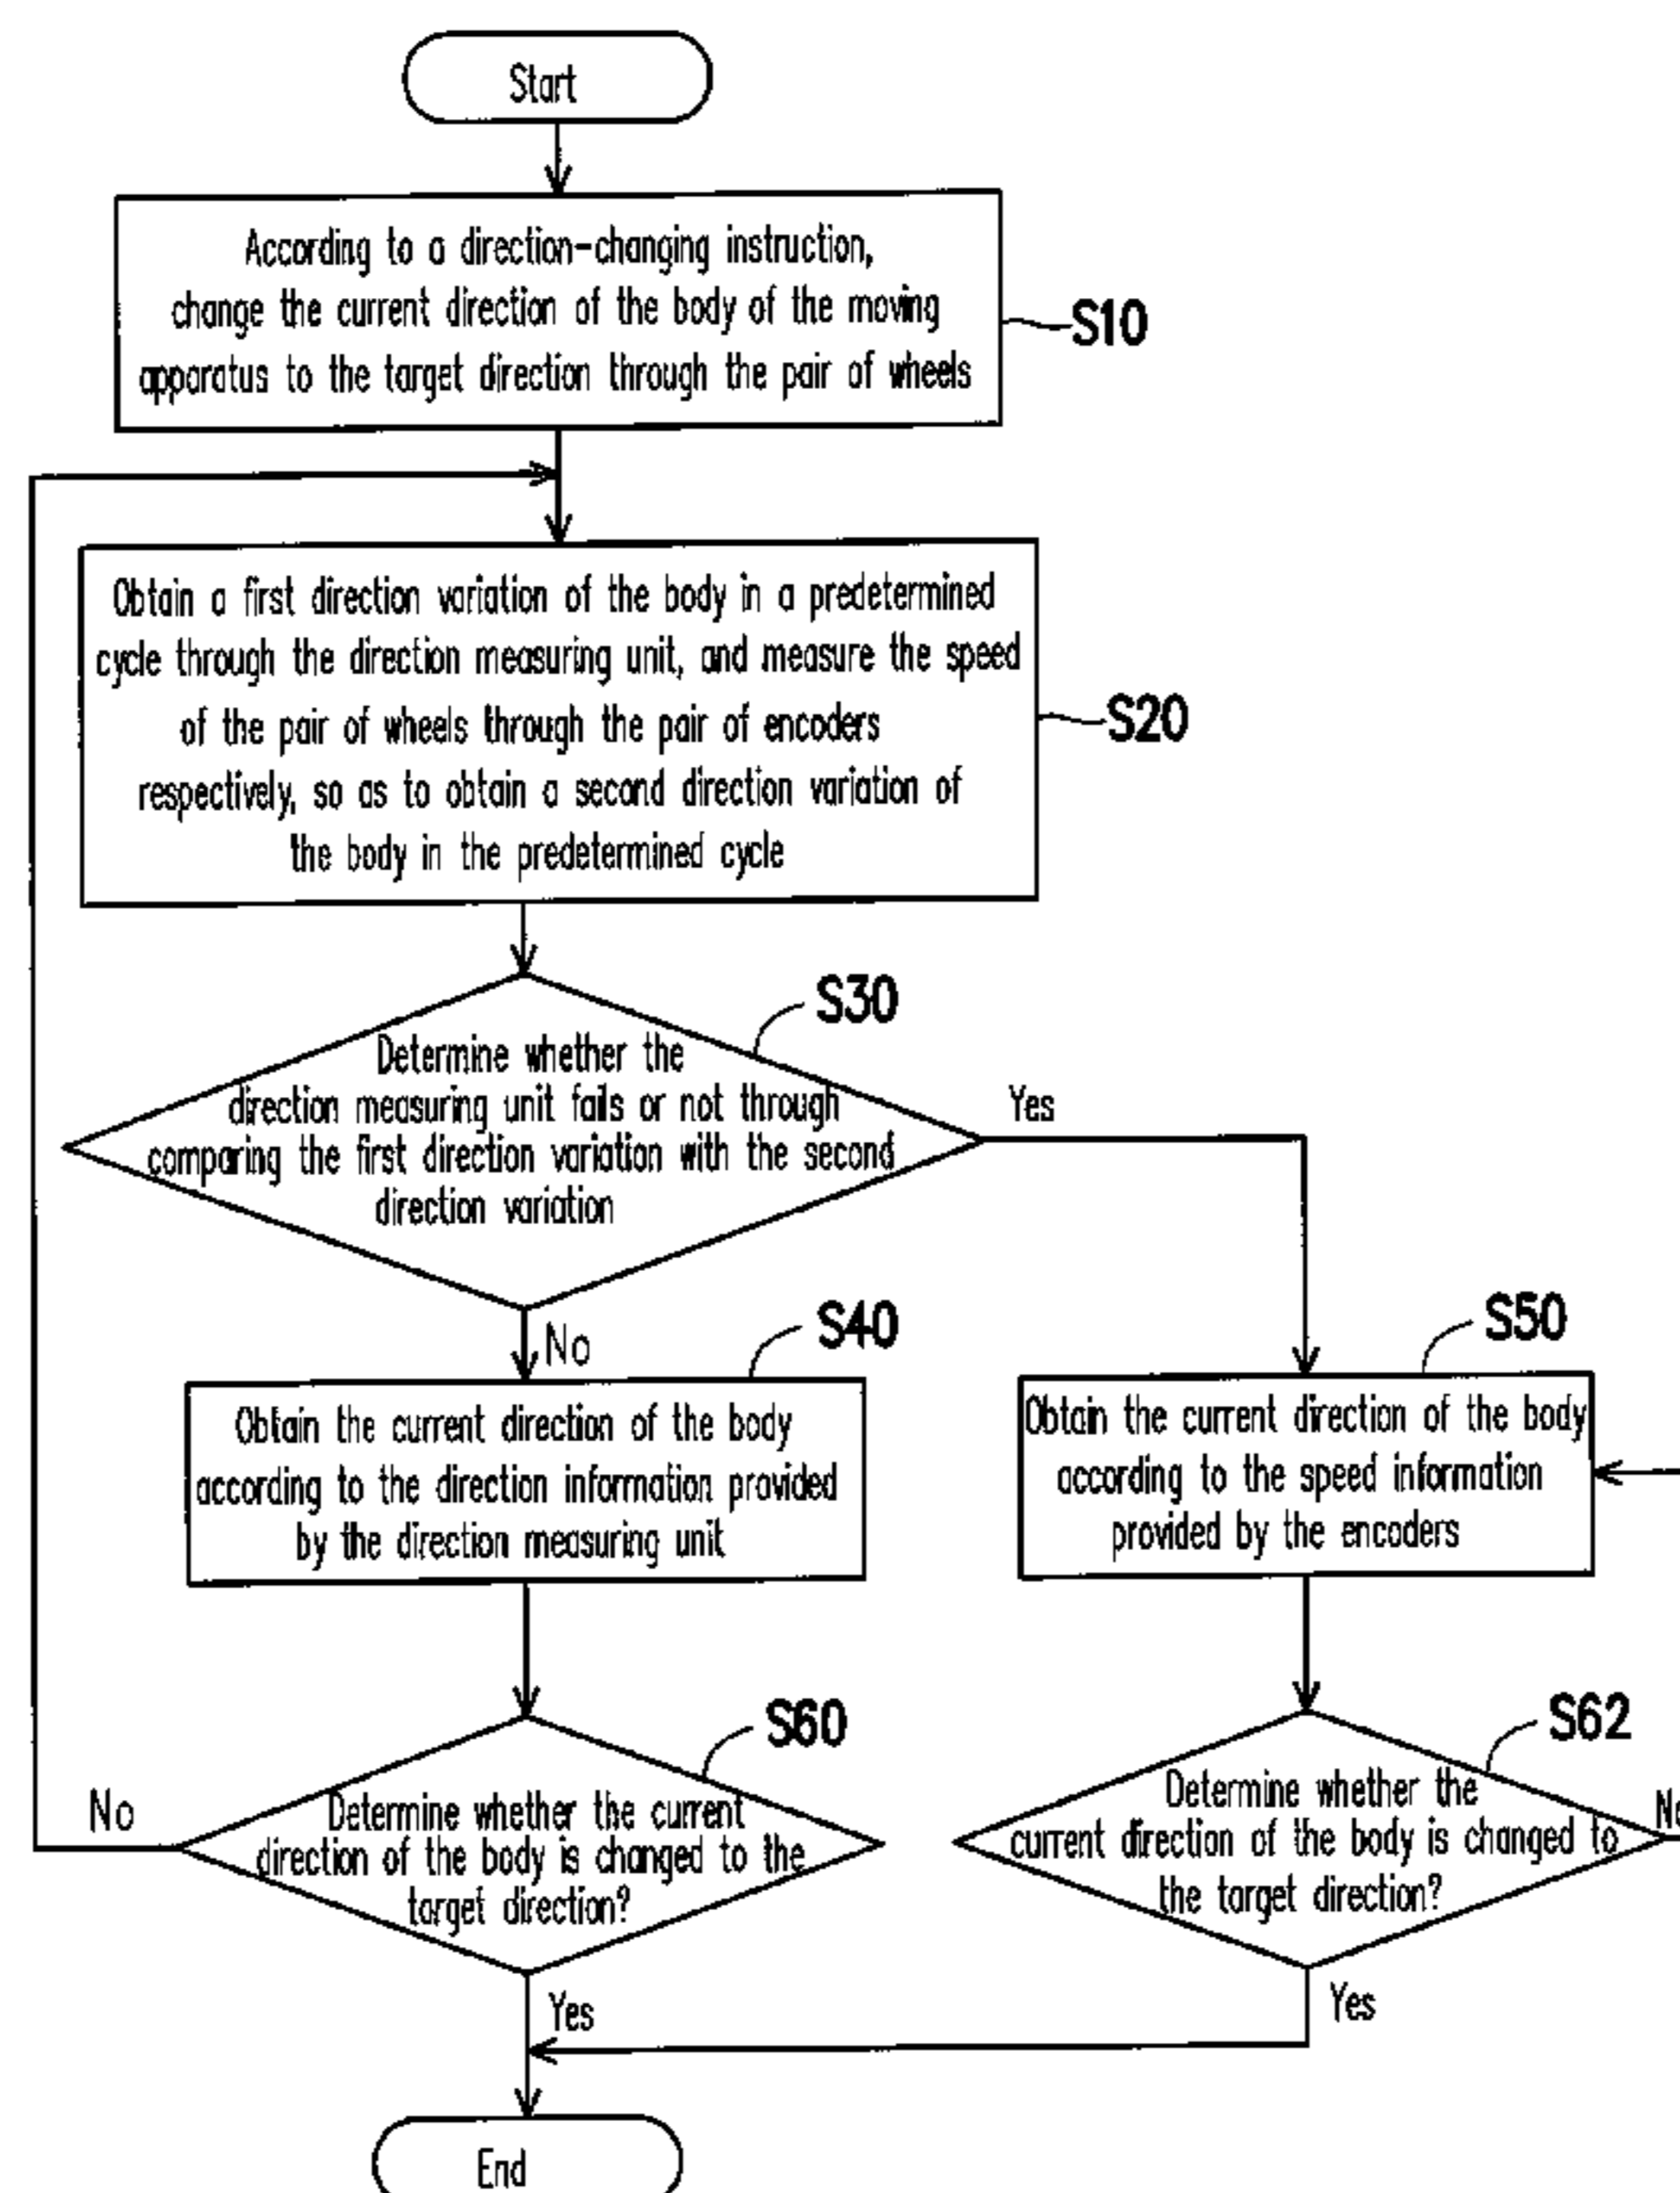 Start
According to a direction-changing instruction,
change the current direction of the body of the moving
apparatus to the target direction through the pair of wheels
S10
Obtain a first direction variation of the body in a predetermined
cycle through the direction measuring unit, and measure the speed
of the pair of wheels through the pair of encoders
respectively, so as to obtain a second direction variation of
the body in the predetermined cycle
S20
S30
Determine whether the
direction measuring unit fails or not through
comparing the first direction variation with the second
direction variation
Yes
No
S40
Obtain the current direction of the body
according to the direction information provided
by the direction measuring unit
S50
Obtain the current direction of the body
according to the speed information
provided by the encoders
S60
Determine whether the current
direction of the body is changed to the
target direction?
No
Yes
S62
Determine whether the
current direction of the body is changed to
the target direction?
No
Yes
End